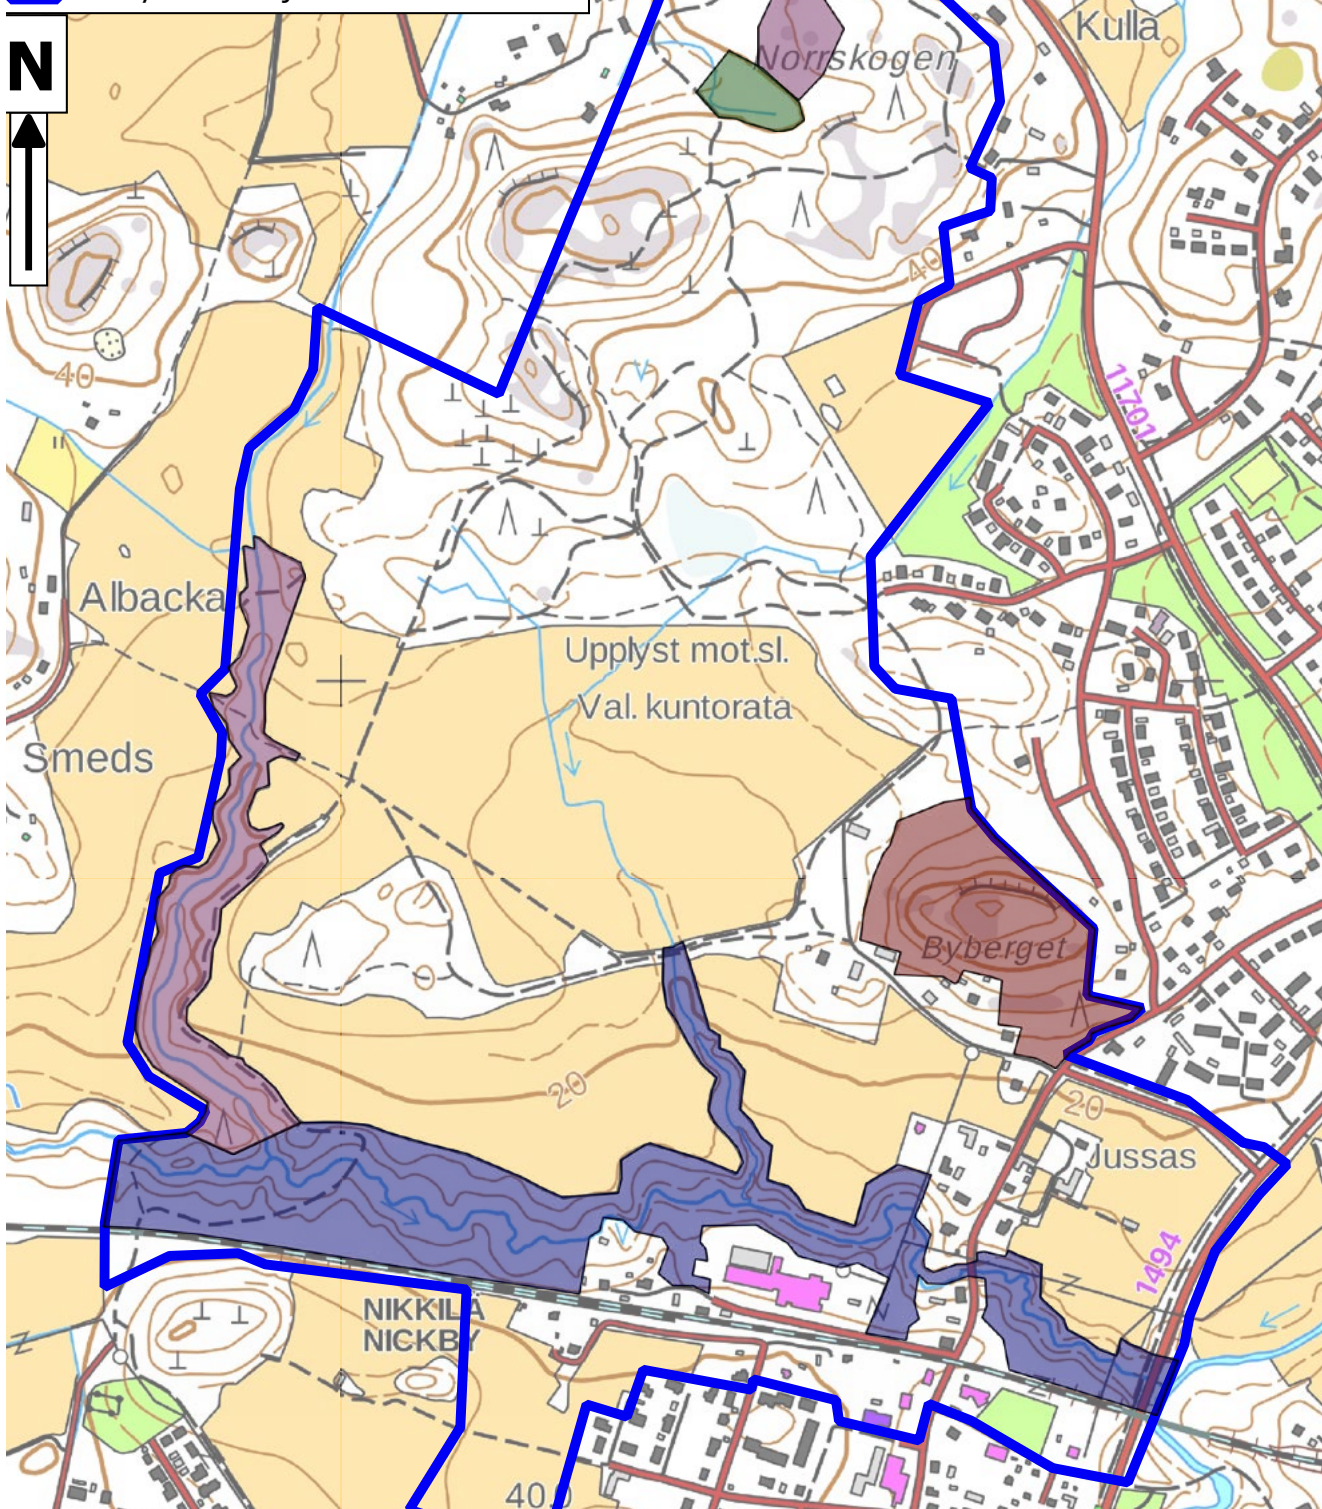 N
Kulla
Norrskogen
40
40
11701
Albacka
Upplyst mot.sl.
Val. kuntorata
Smeds
Byberget
20
20
Jussas
1494
NIKKILÄ
NICKBY
40,0